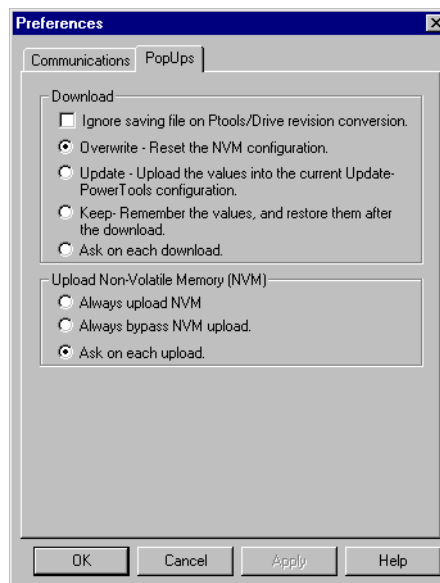 Preferences
Communications
PopUps
Download
Ignore saving file on Ptools/Drive revision conversion.
Overwrite - Reset the NVM configuration.
Update - Upload the values into the current Update-
PowerTools configuration.
Keep- Remember the values, and restore them after
the download.
Ask on each download.
Upload Non-Volatile Memory (NVM)
Always upload NVM
Always bypass NVM upload.
Ask on each upload.
OK
Cancel
Apply
Help